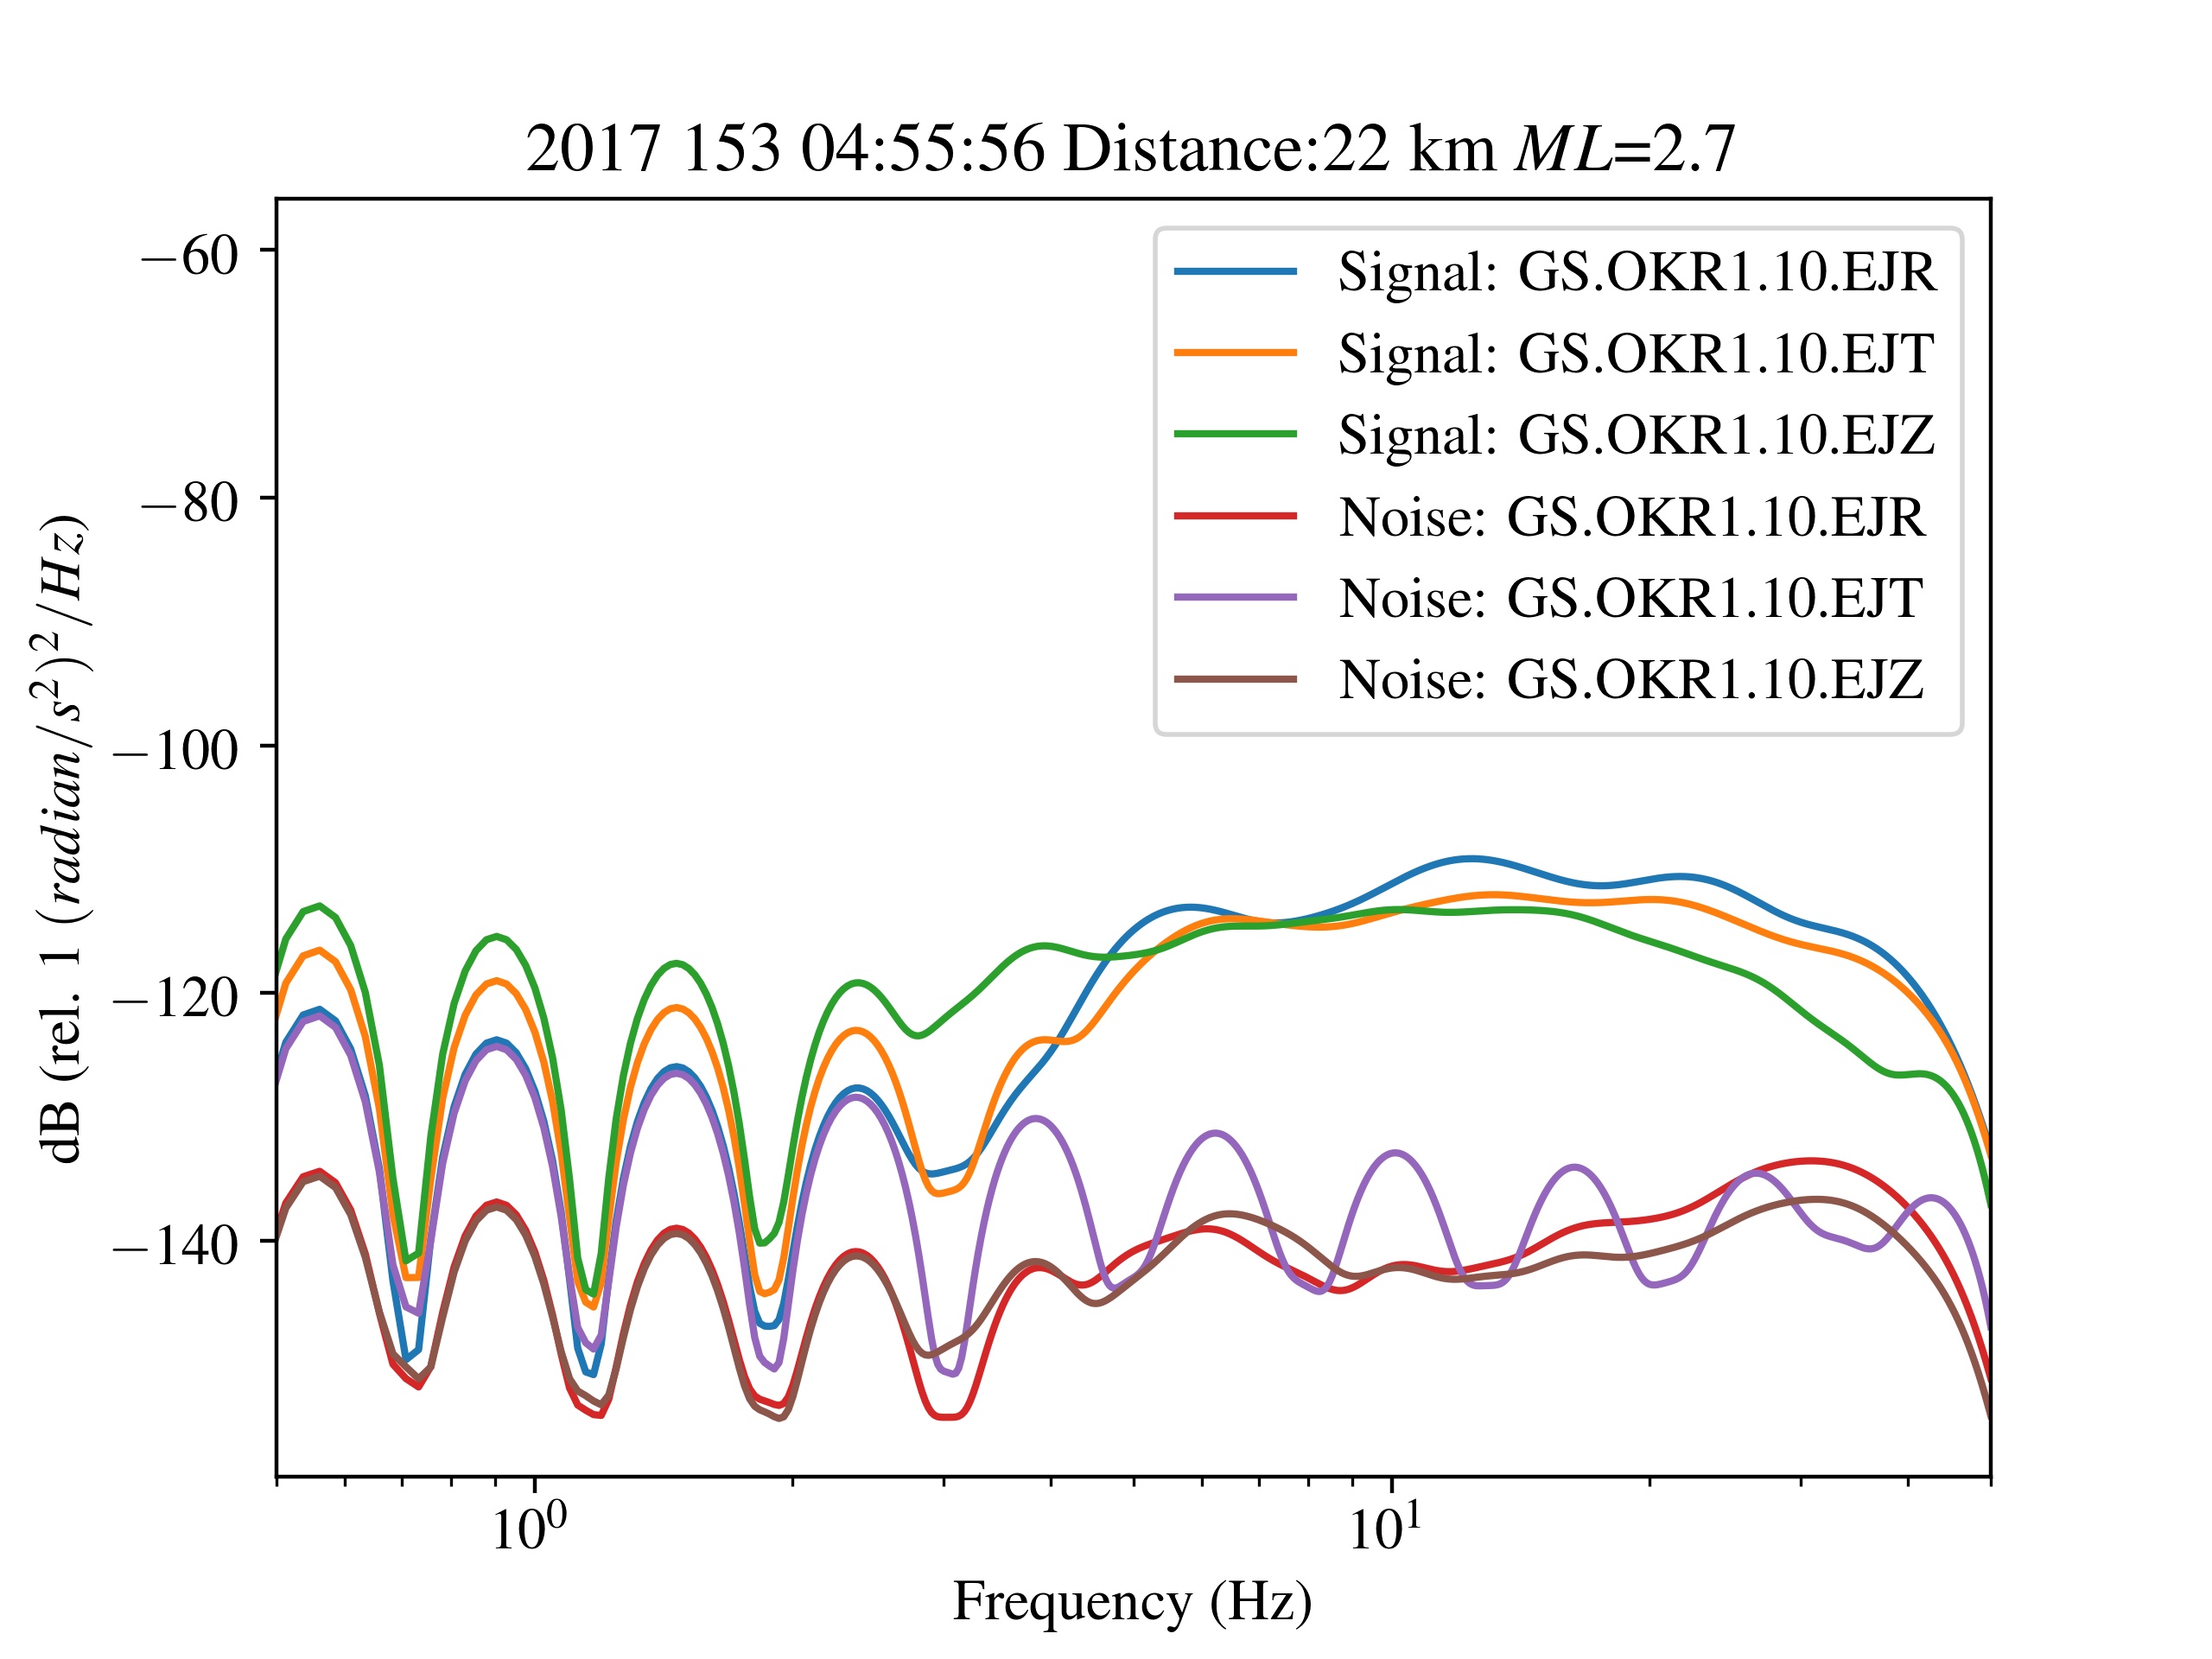 2017 153 04:55:56 Distance:22 km ML=2.7
−60
−80
−100
−120
−140
dB (rel. 1 (radian/s²)²/Hz)
Signal: GS.OKR1.10.EJR
Signal: GS.OKR1.10.EJT
Signal: GS.OKR1.10.EJZ
Noise: GS.OKR1.10.EJR
Noise: GS.OKR1.10.EJT
Noise: GS.OKR1.10.EJZ
10⁰ 10¹
Frequency (Hz)